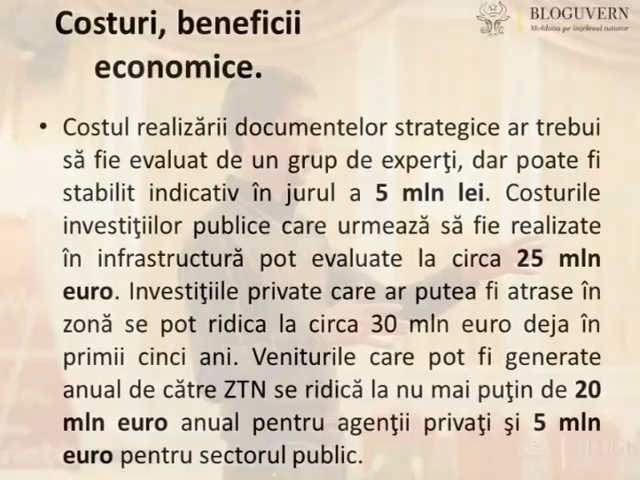 Costuri, beneficii
economice.
BLOGUVERN
Moldova pe înțelesul tuturor
• Costul realizării documentelor strategice ar trebui
să fie evaluat de un grup de experţi, dar poate fi
stabilit indicativ în jurul a 5 mln lei. Costurile
investiţiilor publice care urmează să fie realizate
în infrastructură pot evaluate la circa 25 mln
euro. Investiţiile private care ar putea fi atrase în
zonă se pot ridica la circa 30 mln euro deja în
primii cinci ani. Veniturile care pot fi generate
anual de către ZTN se ridică la nu mai puţin de 20
mln euro anual pentru agenţii privaţi şi 5 mln
euro pentru sectorul public.